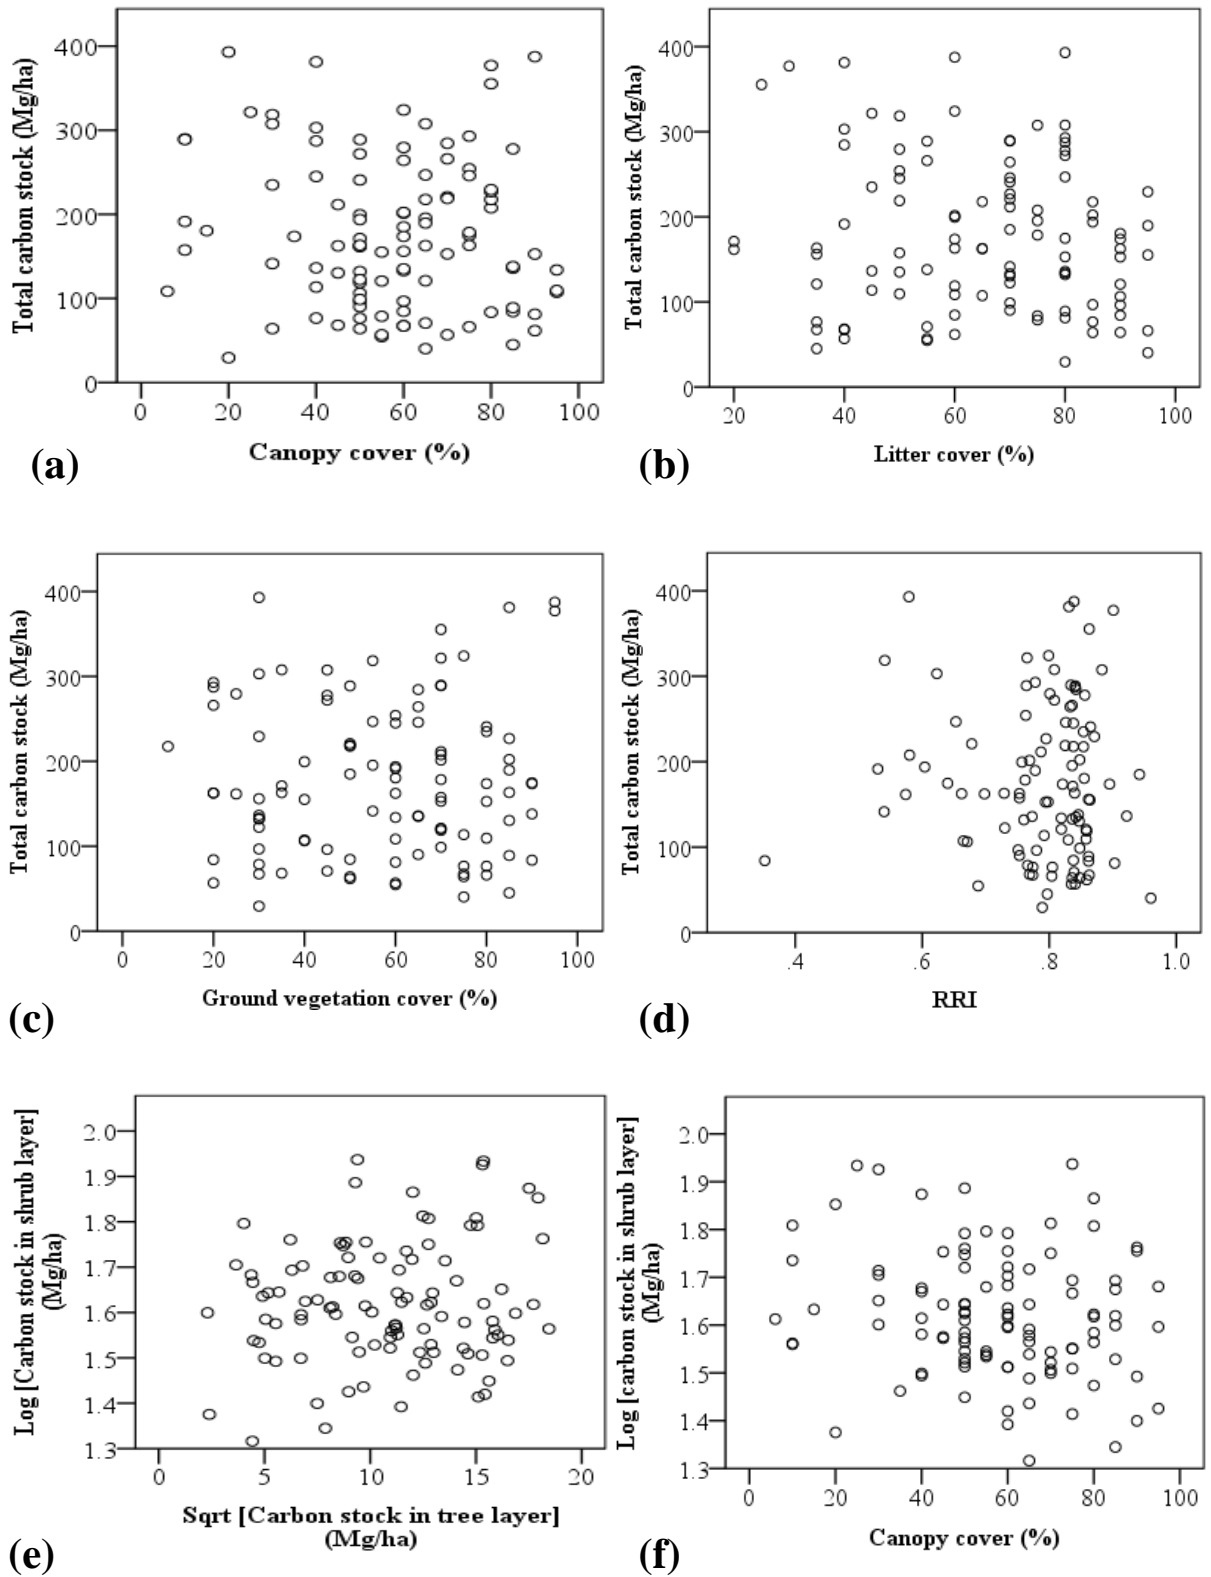 400
300
200
100
0
Total carbon stock (Mg/ha)
0 20 40 60 80 100
Canopy cover (%)
(a)
400
300
200
100
0
Total carbon stock (Mg/ha)
20 40 60 80 100
Litter cover (%)
(b)
400
300
200
100
0
Total carbon stock (Mg/ha)
0 20 40 60 80 100
Ground vegetation cover (%)
(c)
400
300
200
100
0
Total carbon stock (Mg/ha)
.4 .6 .8 1.0
RRI
(d)
2.0
1.9
1.8
1.7
1.6
1.5
1.4
1.3
Log [Carbon stock in shrub layer]
(Mg/ha)
0 5 10 15 20
Sqrt [Carbon stock in tree layer]
(Mg/ha)
(e)
2.0
1.9
1.8
1.7
1.6
1.5
1.4
1.3
Log [carbon stock in shrub layer]
(Mg/ha)
0 20 40 60 80 100
Canopy cover (%)
(f)